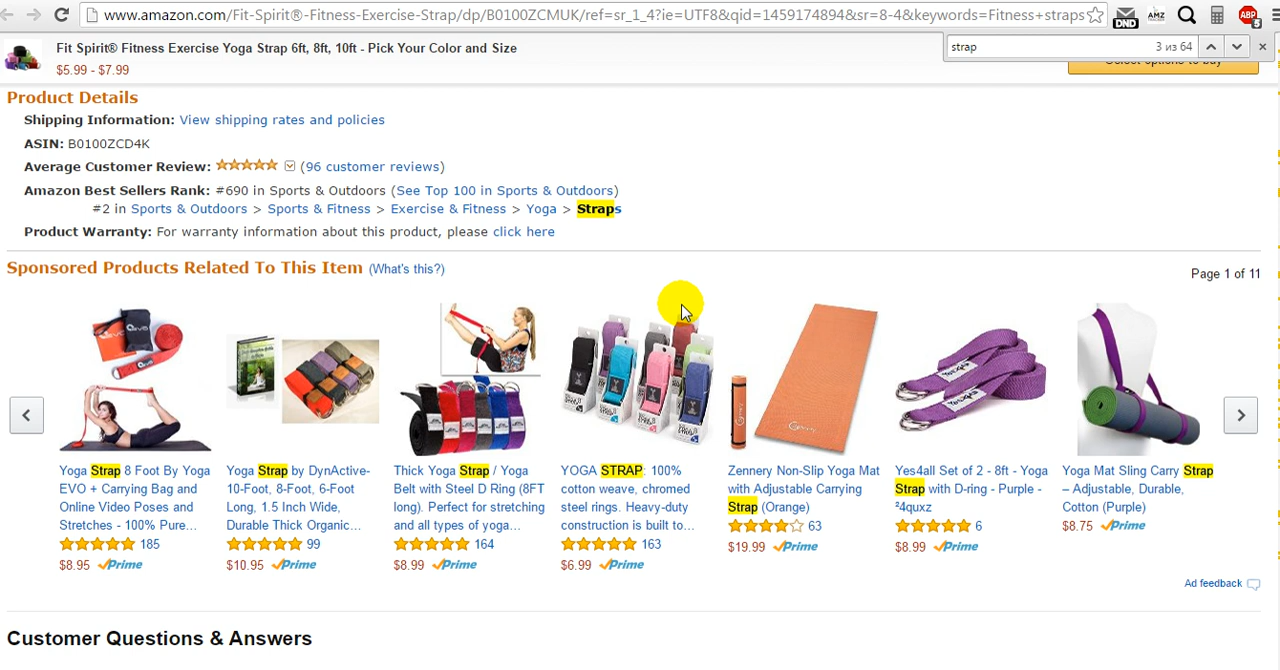 www.amazon.com/Fit-Spirit®-Fitness-Exercise-Strap/dp/B0100ZCMUK/ref=sr_1_4?ie=UTF8&qid=1459174894&sr=8-4&keywords=Fitness+straps
DND
AMZ
ABP
5
Fit Spirit® Fitness Exercise Yoga Strap 6ft, 8ft, 10ft - Pick Your Color and Size
strap
3 из 64
$5.99 - $7.99
Select options to buy
Product Details
Shipping Information: View shipping rates and policies
ASIN: B0100ZCD4K
Average Customer Review: (96 customer reviews)
Amazon Best Sellers Rank: #690 in Sports & Outdoors (See Top 100 in Sports & Outdoors)
#2 in Sports & Outdoors > Sports & Fitness > Exercise & Fitness > Yoga > Straps
Product Warranty: For warranty information about this product, please click here
Sponsored Products Related To This Item (What's this?)
Page 1 of 11
Yoga Strap 8 Foot By Yoga
EVO + Carrying Bag and
Online Video Poses and
Stretches - 100% Pure...
185
$8.95 Prime
Yoga Strap by DynActive-
10-Foot, 8-Foot, 6-Foot
Long, 1.5 Inch Wide,
Durable Thick Organic...
99
$10.95 Prime
Thick Yoga Strap / Yoga
Belt with Steel D Ring (8FT
long). Perfect for stretching
and all types of yoga...
164
$8.99 Prime
YOGA STRAP: 100%
cotton weave, chromed
steel rings. Heavy-duty
construction is built to...
163
$6.99 Prime
Zennery Non-Slip Yoga Mat
with Adjustable Carrying
Strap (Orange)
63
$19.99 Prime
Yes4all Set of 2 - 8ft - Yoga
Strap with D-ring - Purple -
²4quxz
6
$8.99 Prime
Yoga Mat Sling Carry Strap
– Adjustable, Durable,
Cotton (Purple)
$8.75 Prime
Ad feedback
Customer Questions & Answers